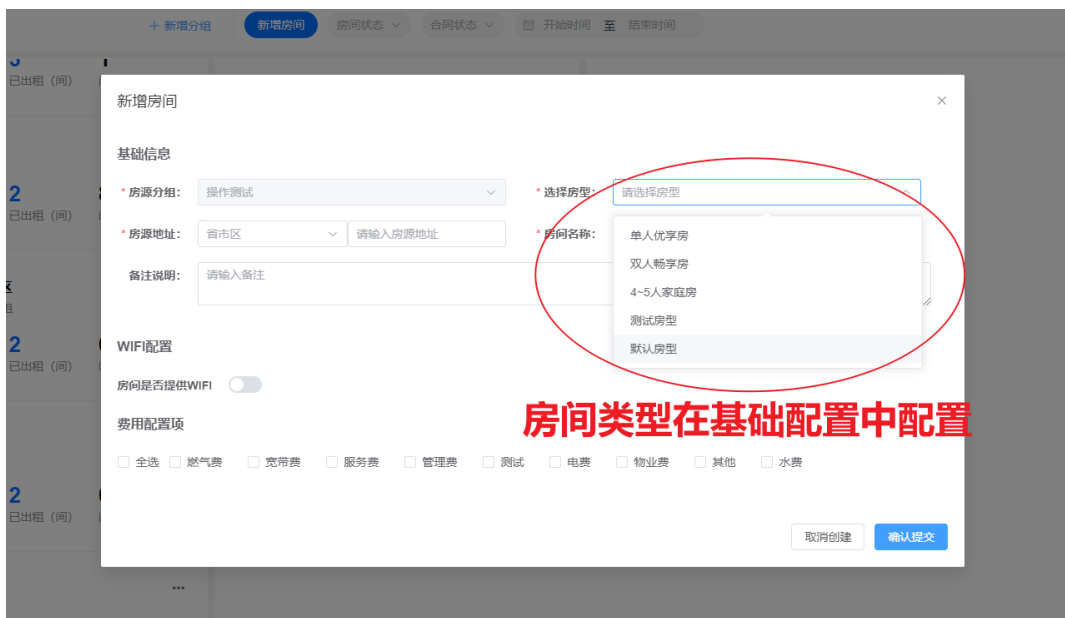 + 新增分组 新增房间 房间状态 合同状态 开始时间 至 结束时间
已出租（间）
新增房间
基础信息
2
*房源分组: 操作测试 *选择房型: 请选择房型
已出租（间）
*房源地址: 省市区 请输入房源地址 *房间名称: 单人优享房
双人畅享房
备注说明: 请输入备注
4~5人家庭房
测试房型
2 WIFI配置 默认房型
已出租（间）
房间是否提供WIFI
房间类型在基础配置中配置
费用配置项
全选 燃气费 宽带费 服务费 管理费 测试 电费 物业费 其他 水费
2
已出租（间）
取消创建 确认提交